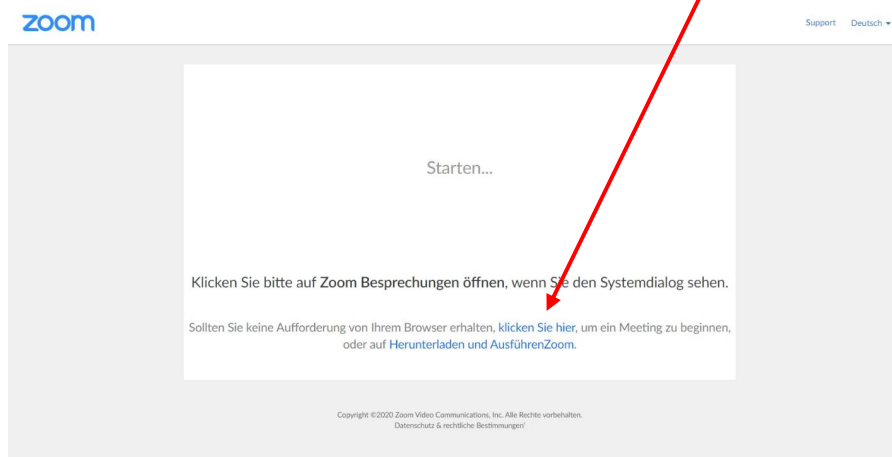 zoom
Support Deutsch
Starten...
Klicken Sie bitte auf Zoom Besprechungen öffnen, wenn Sie den Systemdialog sehen.
Sollten Sie keine Aufforderung von Ihrem Browser erhalten, klicken Sie hier, um ein Meeting zu beginnen,
oder auf Herunterladen und AusführenZoom.
Copyright ©2020 Zoom Video Communications, Inc. Alle Rechte vorbehalten.
Datenschutz & rechtliche Bestimmungen'